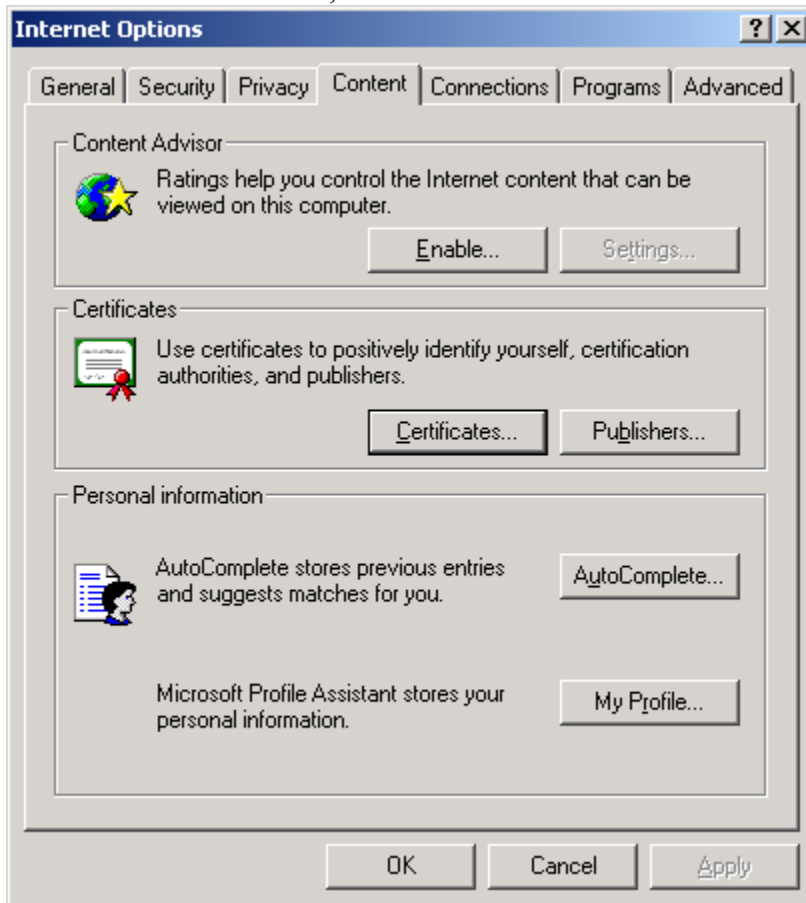 Internet Options
General Security Privacy Content Connections Programs Advanced
Content Advisor
Ratings help you control the Internet content that can be
viewed on this computer.
Enable... Settings...
Certificates
Use certificates to positively identify yourself, certification
authorities, and publishers.
Certificates... Publishers...
Personal information
AutoComplete stores previous entries
and suggests matches for you.
AutoComplete...
Microsoft Profile Assistant stores your
personal information.
My Profile...
OK Cancel Apply